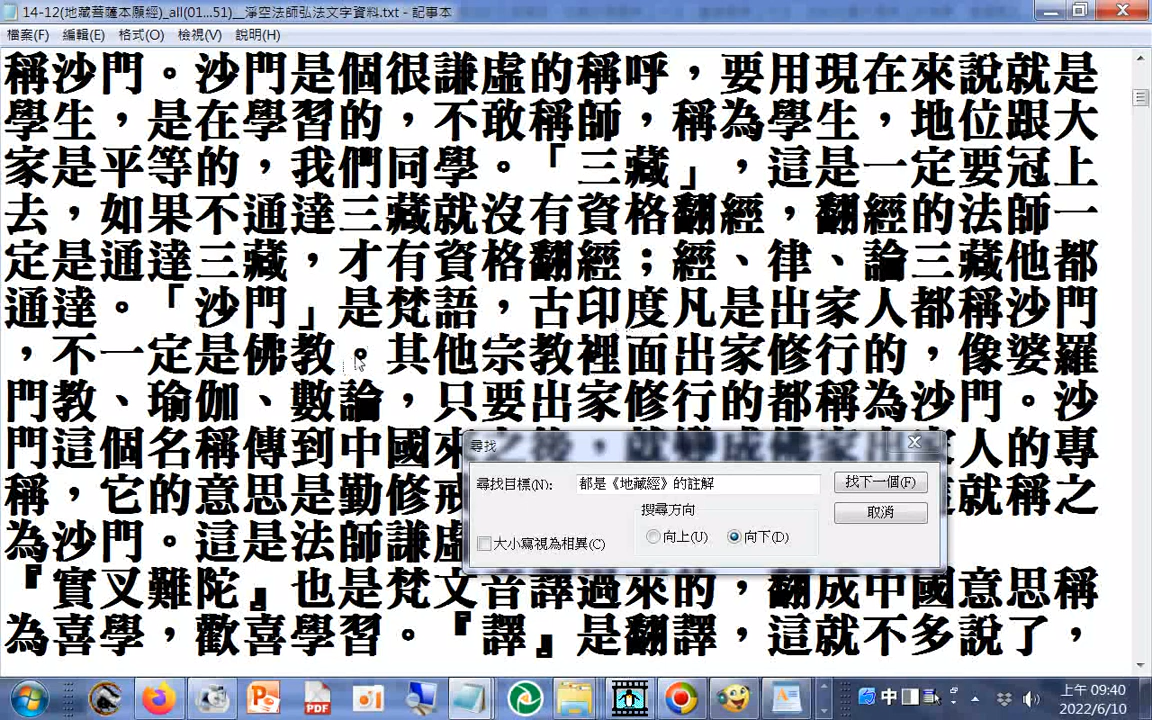 14-12(地藏菩薩本願經)_all(01...51)__淨空法師弘法文字資料.txt - 記事本
檔案(F) 編輯(E) 格式(O) 檢視(V) 說明(H)
稱沙門。沙門是個很謙虛的稱呼，要用現在來說就是
學生，是在學習的，不敢稱師，稱為學生，地位跟大
家是平等的，我們同學。「三藏」，這是一定要冠上
去，如果不通達三藏就沒有資格翻經，翻經的法師一
定是通達三藏，才有資格翻經；經、律、論三藏他都
通達。「沙門」是梵語，古印度凡是出家人都稱沙門
，不一定是佛教。其他宗教裡面出家修行的，像婆羅
門教、瑜伽、數論，只要出家修行的都稱為沙門。沙
門這個名稱傳到中國來之後，就變成佛家出家人的專
稱，它的意思是勤修戒
就稱之
為沙門。這是法師謙虛
『實叉難陀』也是梵文音譯過來的，翻成中國意思稱
為喜學，歡喜學習。『譯』是翻譯，這就不多說了，
尋找
尋找目標(N): 都是《地藏經》的註解
找下一個(F)
搜尋方向
取消
大小寫視為相異(C)
向上(U) 向下(D)
中
上午 09:40
2022/6/10